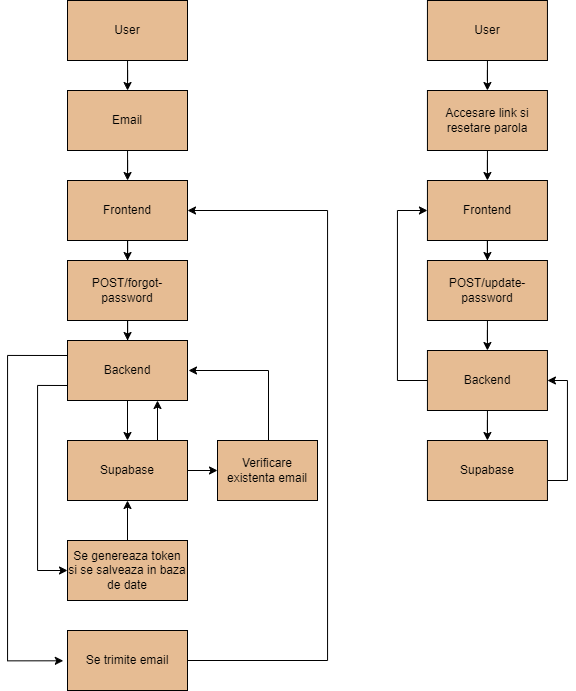 User
Email
Frontend
POST/forgot-
password
Backend
Supabase
Verificare
existenta email
Se genereaza token
si se salveaza in baza
de date
Se trimite email
User
Accesare link si
resetare parola
Frontend
POST/update-
password
Backend
Supabase